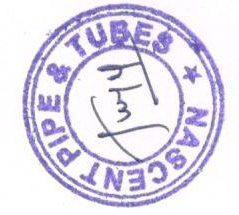 NASCENT PIPE & TUBES ★